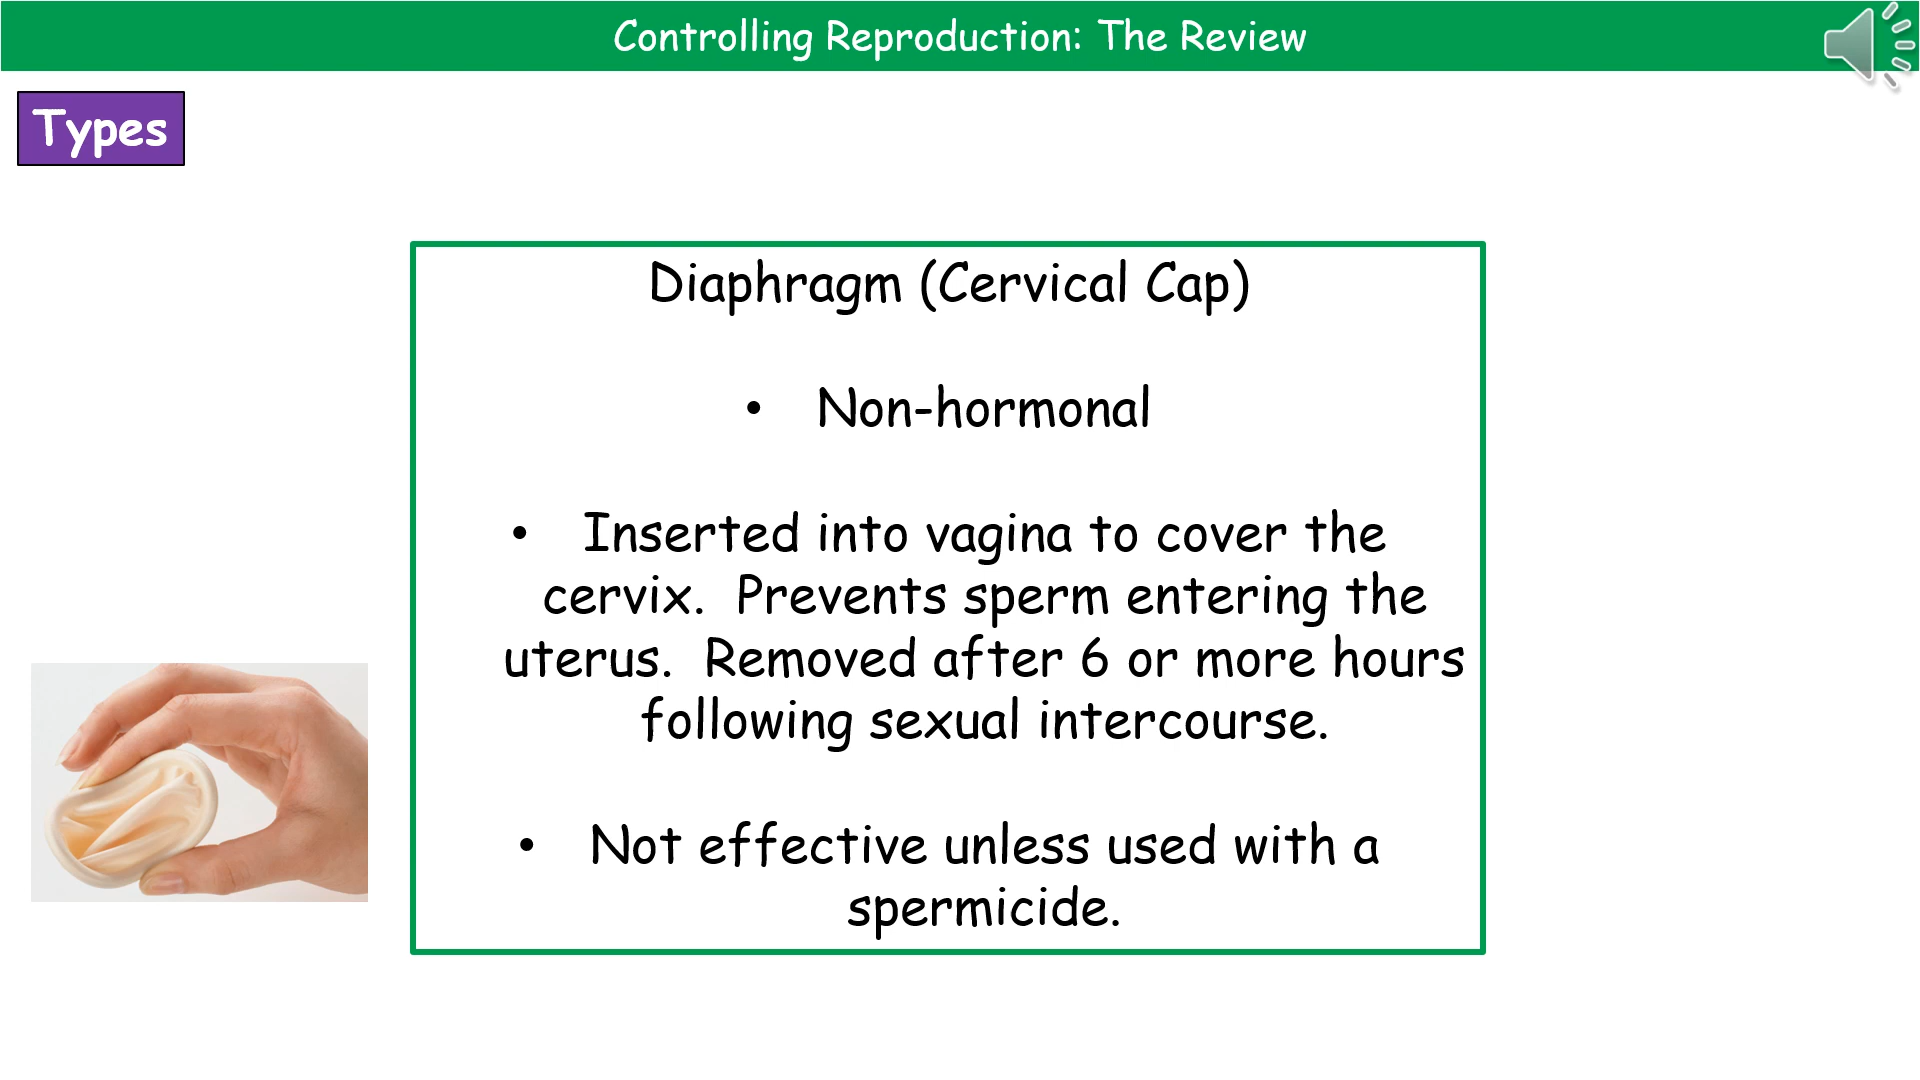 Controlling Reproduction: The Review
Types
Diaphragm (Cervical Cap)
• Non-hormonal
• Inserted into vagina to cover the
cervix.  Prevents sperm entering the
uterus.  Removed after 6 or more hours
following sexual intercourse.
• Not effective unless used with a
spermicide.